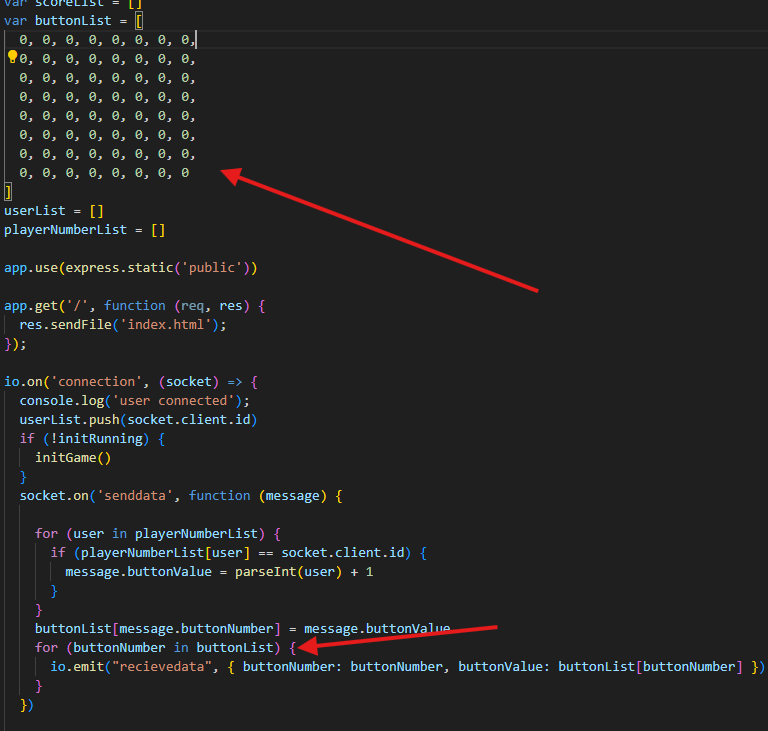 var scoreList = []
var buttonList = [
0, 0, 0, 0, 0, 0, 0, 0,
0, 0, 0, 0, 0, 0, 0, 0,
0, 0, 0, 0, 0, 0, 0, 0,
0, 0, 0, 0, 0, 0, 0, 0,
0, 0, 0, 0, 0, 0, 0, 0,
0, 0, 0, 0, 0, 0, 0, 0,
0, 0, 0, 0, 0, 0, 0, 0,
0, 0, 0, 0, 0, 0, 0, 0
]
userList = []
playerNumberList = []
app.use(express.static('public'))
app.get('/', function (req, res) {
res.sendFile('index.html');
});
io.on('connection', (socket) => {
console.log('user connected');
userList.push(socket.client.id)
if (!initRunning) {
initGame()
}
socket.on('senddata', function (message) {
for (user in playerNumberList) {
if (playerNumberList[user] == socket.client.id) {
message.buttonValue = parseInt(user) + 1
}
}
buttonList[message.buttonNumber] = message.buttonValue
for (buttonNumber in buttonList) {
io.emit("recievedata", { buttonNumber: buttonNumber, buttonValue: buttonList[buttonNumber] })
}
})